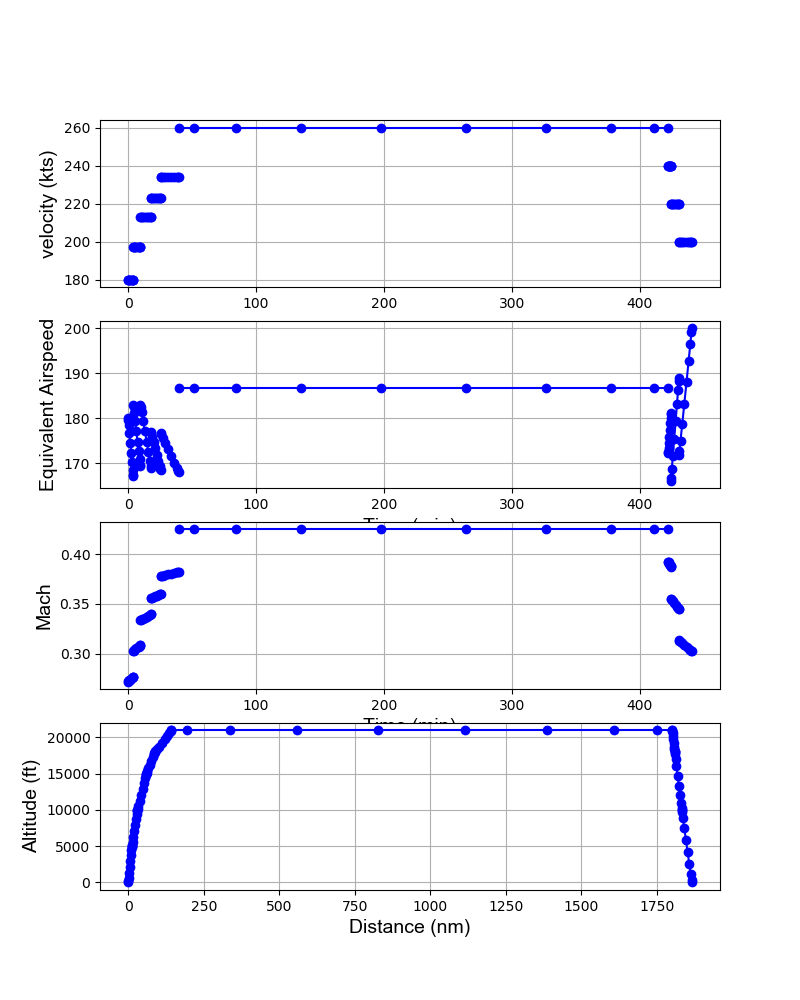 260
240
220
200
180
velocity (kts)
0 100 200 300 400
200
190
180
170
Equivalent Airspeed
0 100 200 300 400
0.40
0.35
0.30
Mach
0 100 200 300 400
20000
15000
10000
5000
0
Altitude (ft)
0 250 500 750 1000 1250 1500 1750
Distance (nm)